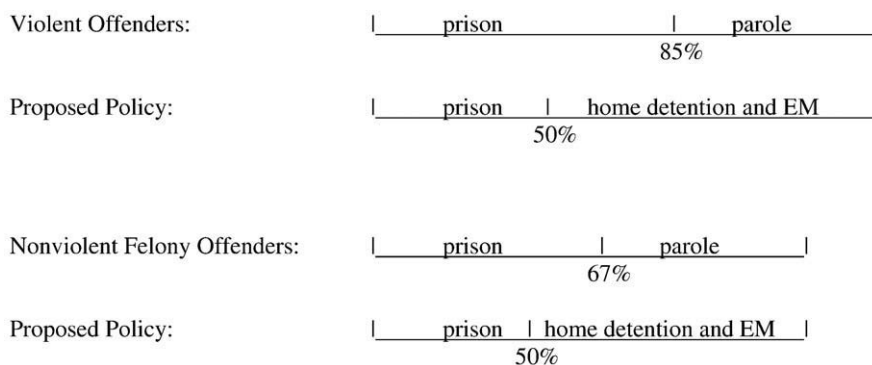 Violent Offenders: | prison | parole
85%
Proposed Policy: | prison | home detention and EM
50%
Nonviolent Felony Offenders: | prison | parole |
67%
Proposed Policy: | prison | home detention and EM |
50%